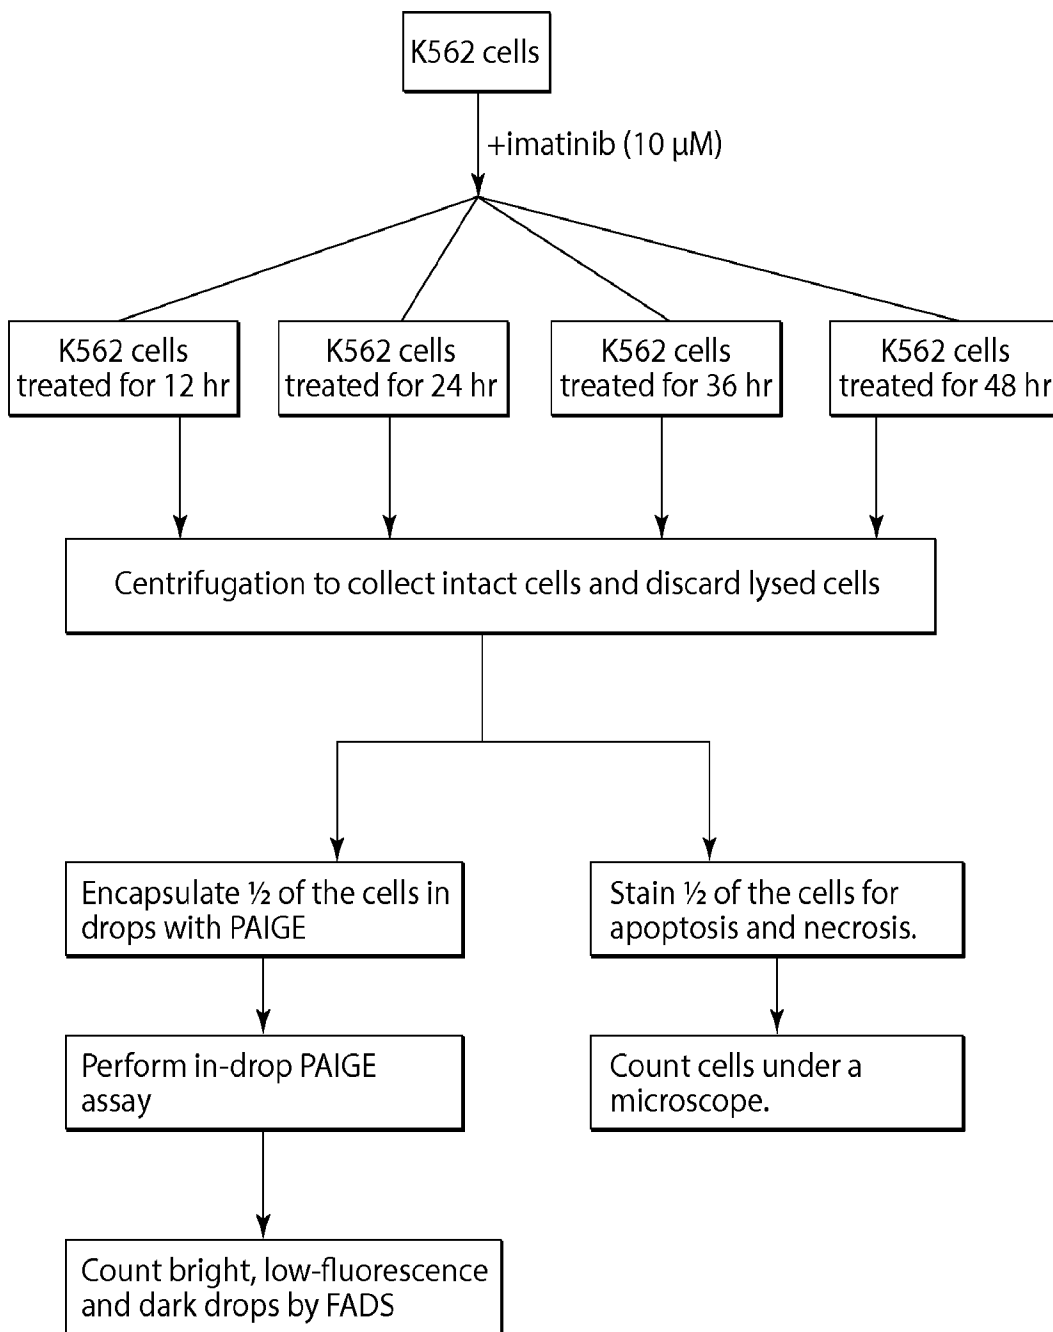 K562 cells
+imatinib (10 μM)
K562 cells
treated for 12 hr
K562 cells
treated for 24 hr
K562 cells
treated for 36 hr
K562 cells
treated for 48 hr
Centrifugation to collect intact cells and discard lysed cells
Encapsulate ½ of the cells in
drops with PAIGE
Stain ½ of the cells for
apoptosis and necrosis.
Perform in-drop PAIGE
assay
Count cells under a
microscope.
Count bright, low-fluorescence
and dark drops by FADS